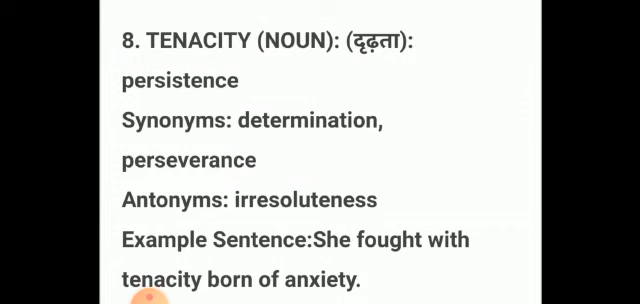 8. TENACITY (NOUN): (दृढ़ता):
persistence
Synonyms: determination,
perseverance
Antonyms: irresoluteness
Example Sentence:She fought with
tenacity born of anxiety.